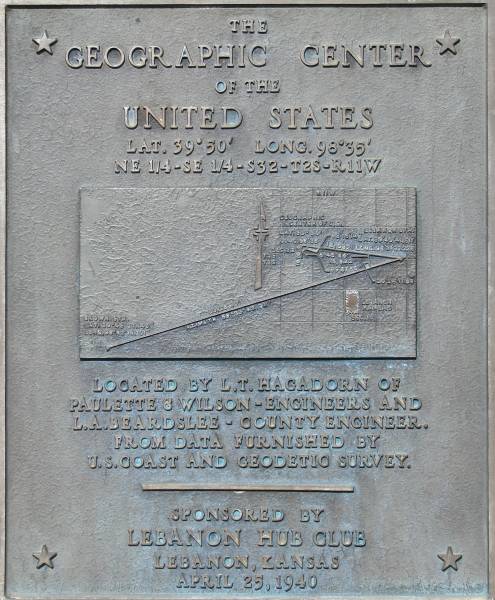 THE
GEOGRAPHIC CENTER
OF THE
UNITED STATES
LAT. 39°50' LONG. 98°35'
NE 1/4-SE 1/4-S32-T2S-R11W
LOCATED BY L.T. HAGADORN OF
PAULETTE & WILSON-ENGINEERS AND
L.A. BEARDSLEE - COUNTY ENGINEER.
FROM DATA FURNISHED BY
U.S. COAST AND GEODETIC SURVEY.
SPONSORED BY
LEBANON HUB CLUB
LEBANON, KANSAS
APRIL 25, 1940